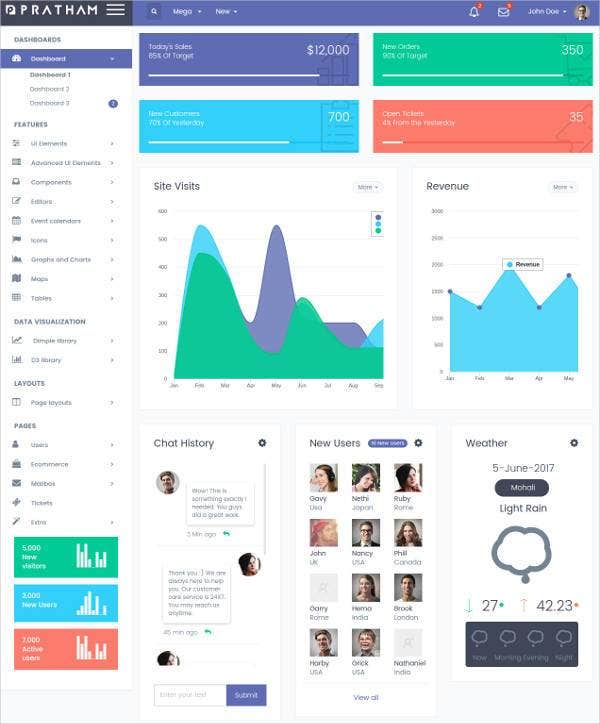 PRATHAM
Mega
New
2
5
John Doe
DASHBOARDS
Dashboard
Dashboard 1
Dashboard 2
Dashboard 3
2
FEATURES
UI Elements
Advanced UI Elements
Components
Editors
Event calendars
Icons
Graphs and Charts
Maps
Tables
DATA VISUALIZATION
Dimple library
D3 library
LAYOUTS
Page layouts
PAGES
Users
Ecommerce
Mailbox
Tickets
Extra
5,000
New
visitors
3,000
New Users
2,000
Active
users
Today's Sales
85% Of Target
$12,000
New Orders
90% Of Target
350
New Customers
70% Of Yesterday
700
Open Tickets
4% From the Yesterday
35
Site Visits
More
600
500
400
300
200
100
0
Jan Feb Mar Apr May Jun July Aug Sep
Revenue
More
3000
2500
2000
1500
1000
500
0
Revenue
Jan Feb Mar Apr May
Chat History
Wow! This is
something exactly I
needed. You guys
did a great work.
3 Min ago
Thank you :) We are
always here to help
you. Our customer
care service is 24X7.
You may reach us
anytime.
45 min ago
Enter your text
Submit
New Users
10 New users
Gavy
Usa
Nethi
Japan
Ruby
Rome
John
UK
Nancy
USA
Phill
Canada
Garry
Rome
Hema
India
Brook
London
Harby
USA
Orick
USA
Nathaniel
India
View all
Weather
5-June-2017
Mohali
Light Rain
27
42.23
Now
Morning
Evening
Night